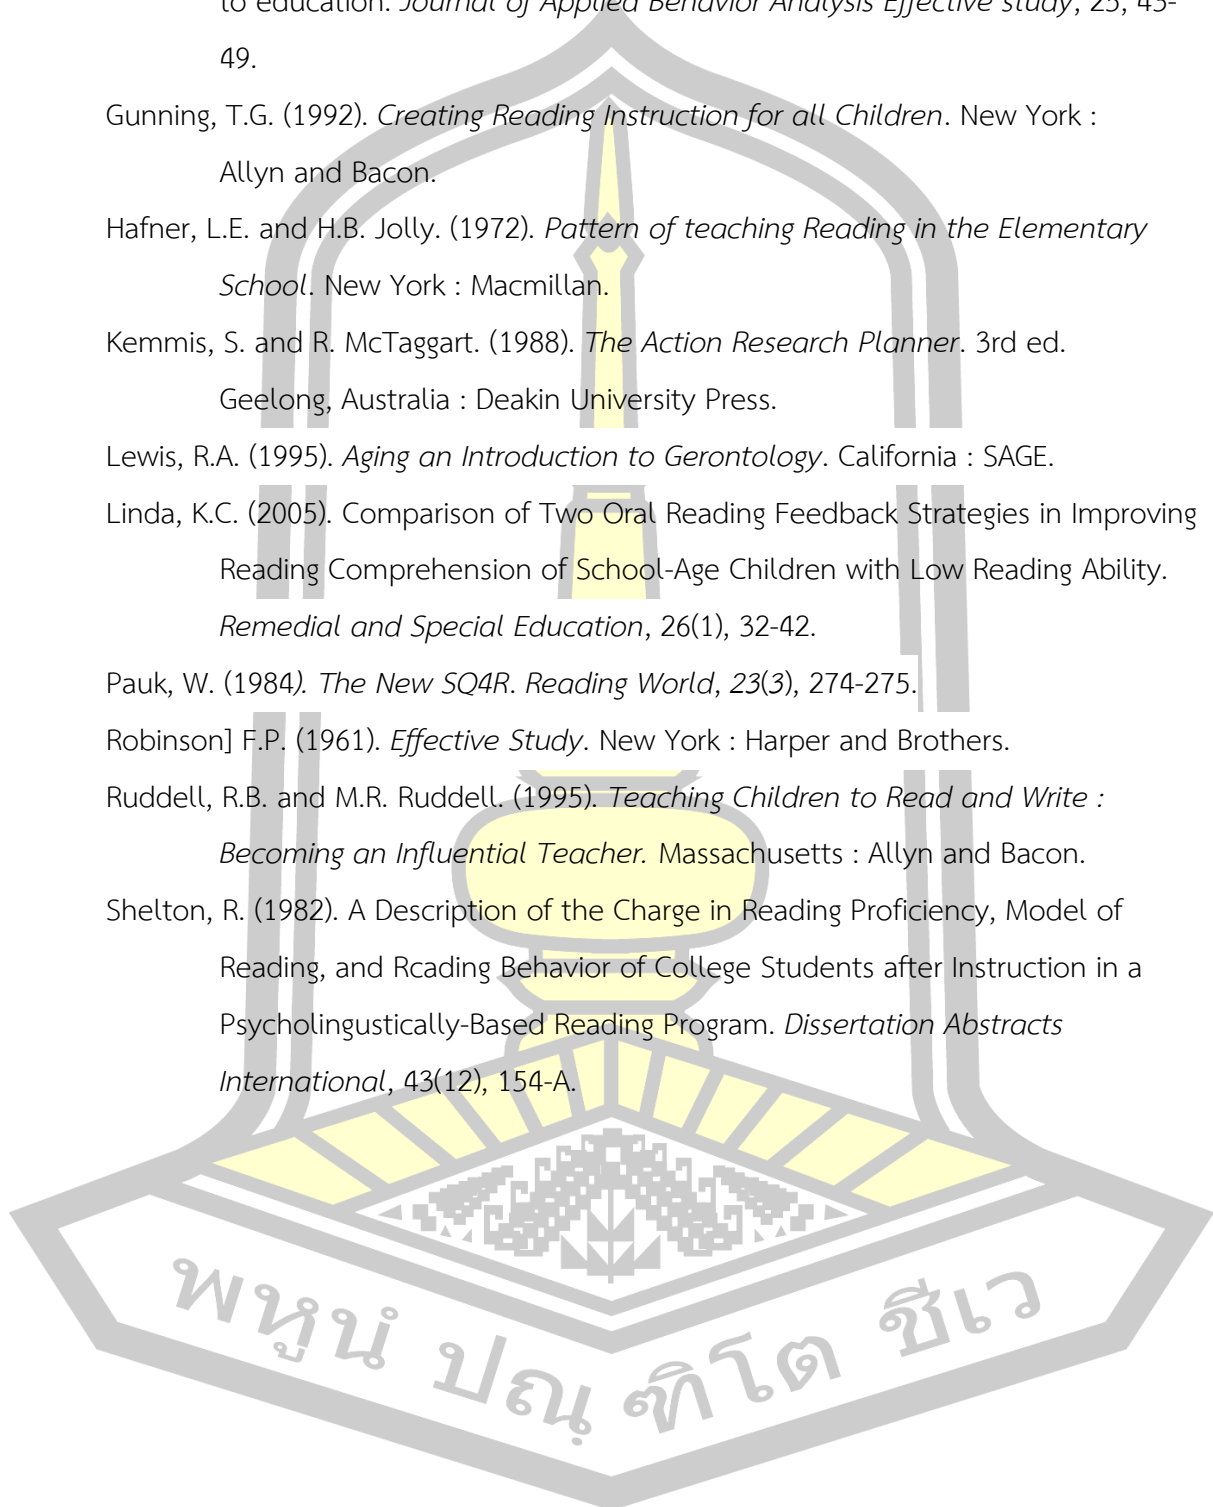 to education. Journal of Applied Behavior Analysis Effective study, 25, 43-
49.
Gunning, T.G. (1992). Creating Reading Instruction for all Children. New York :
Allyn and Bacon.
Hafner, L.E. and H.B. Jolly. (1972). Pattern of teaching Reading in the Elementary
School. New York : Macmillan.
Kemmis, S. and R. McTaggart. (1988). The Action Research Planner. 3rd ed.
Geelong, Australia : Deakin University Press.
Lewis, R.A. (1995). Aging an Introduction to Gerontology. California : SAGE.
Linda, K.C. (2005). Comparison of Two Oral Reading Feedback Strategies in Improving
Reading Comprehension of School-Age Children with Low Reading Ability.
Remedial and Special Education, 26(1), 32-42.
Pauk, W. (1984). The New SQ4R. Reading World, 23(3), 274-275.
Robinson] F.P. (1961). Effective Study. New York : Harper and Brothers.
Ruddell, R.B. and M.R. Ruddell. (1995). Teaching Children to Read and Write :
Becoming an Influential Teacher. Massachusetts : Allyn and Bacon.
Shelton, R. (1982). A Description of the Charge in Reading Proficiency, Model of
Reading, and Rcading Behavior of College Students after Instruction in a
Psycholingustically-Based Reading Program. Dissertation Abstracts
International, 43(12), 154-A.
พหูนํ ปณฺฑิโต ชีเว